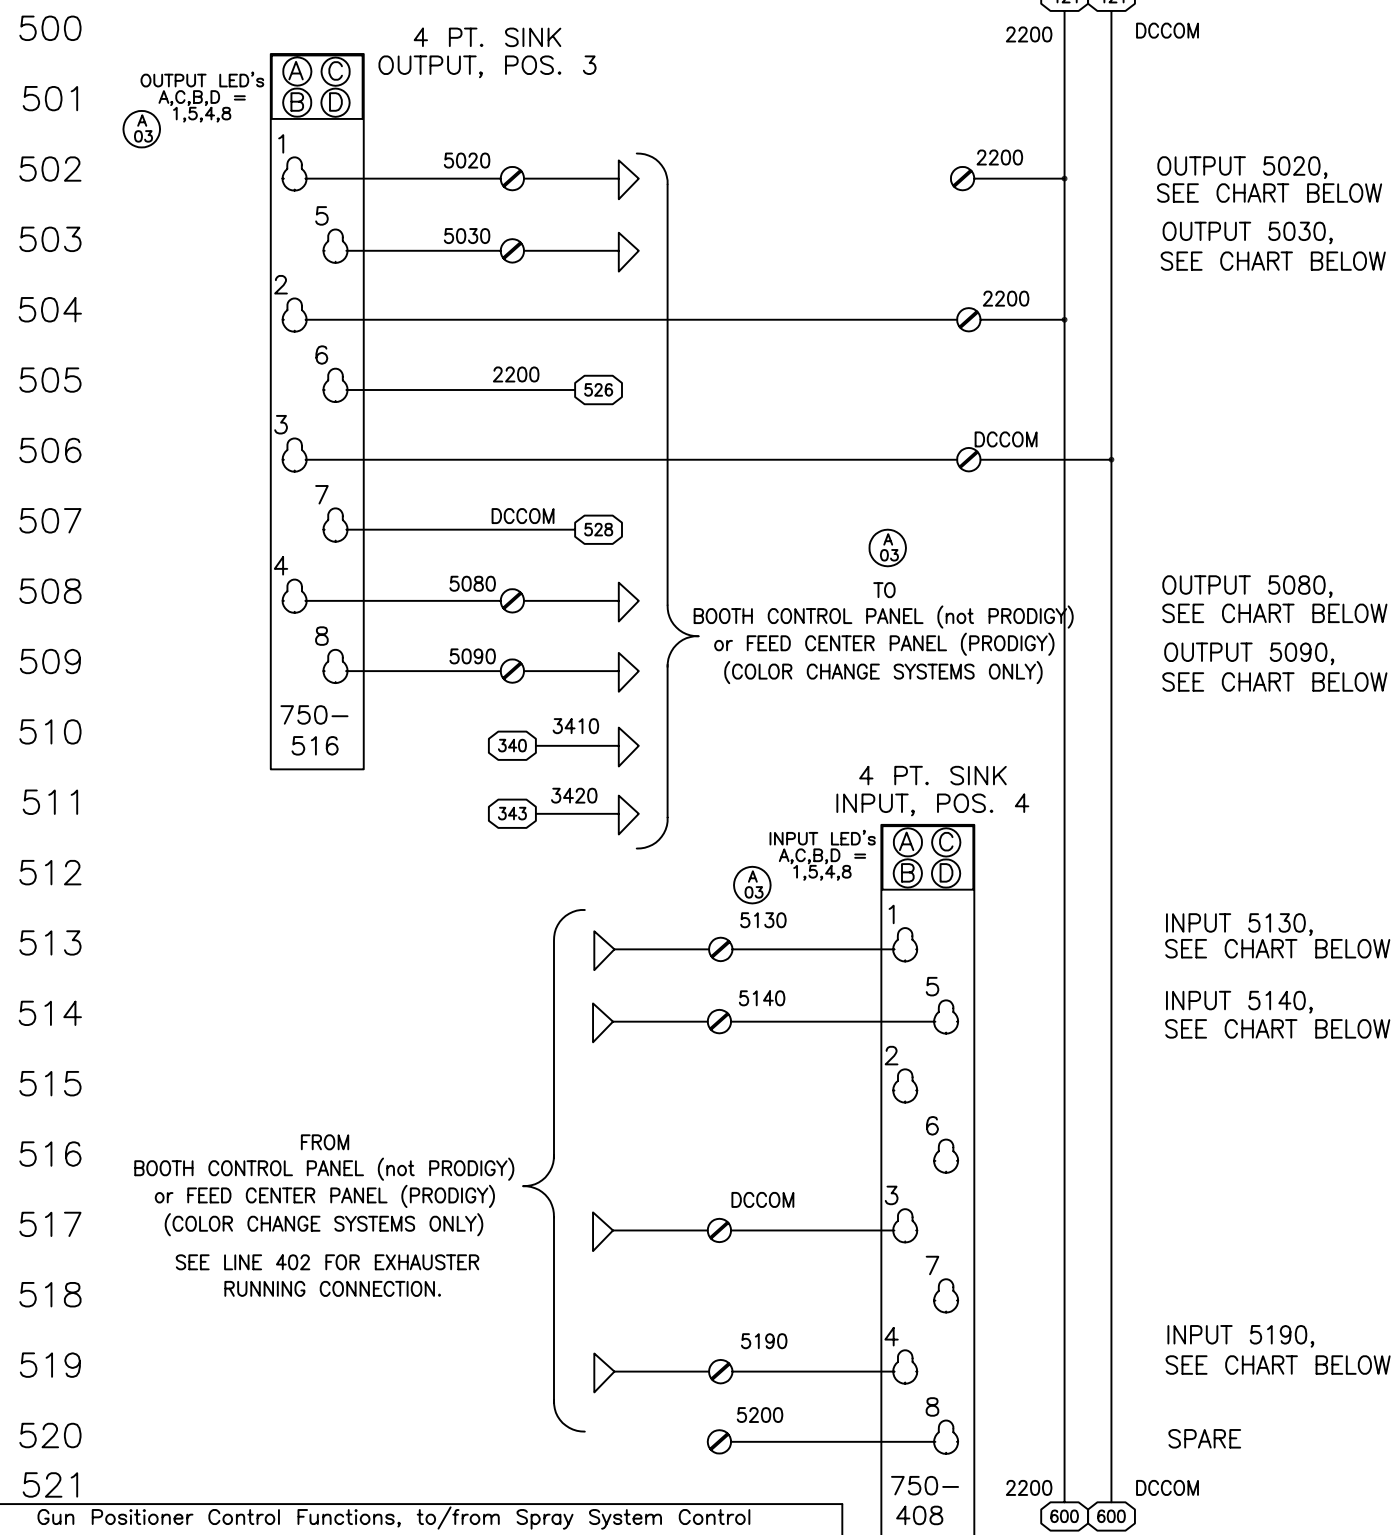 500
4 PT. SINK
OUTPUT, POS. 3
2200
DCCOM
501
OUTPUT LED's
A,C,B,D =
1,5,4,8
A C
B D
A
03
502
1
5020
2200
OUTPUT 5020,
SEE CHART BELOW
503
5
5030
OUTPUT 5030,
SEE CHART BELOW
504
2
2200
505
6
2200
526
506
3
DCCOM
507
7
DCCOM
528
A
03
TO
BOOTH CONTROL PANEL (not PRODIGY)
or FEED CENTER PANEL (PRODIGY)
(COLOR CHANGE SYSTEMS ONLY)
508
4
5080
OUTPUT 5080,
SEE CHART BELOW
509
8
5090
OUTPUT 5090,
SEE CHART BELOW
510
750-
516
340
3410
511
343
3420
4 PT. SINK
INPUT, POS. 4
512
INPUT LED's
A,C,B,D =
1,5,4,8
A C
B D
A
03
513
5130
1
INPUT 5130,
SEE CHART BELOW
514
5140
5
INPUT 5140,
SEE CHART BELOW
515
2
516
6
FROM
BOOTH CONTROL PANEL (not PRODIGY)
or FEED CENTER PANEL (PRODIGY)
(COLOR CHANGE SYSTEMS ONLY)
SEE LINE 402 FOR EXHAUSTER
RUNNING CONNECTION.
517
DCCOM
3
518
7
519
5190
4
INPUT 5190,
SEE CHART BELOW
520
5200
8
SPARE
521
750-
408
2200
DCCOM
600 600
Gun Positioner Control Functions, to/from Spray System Control